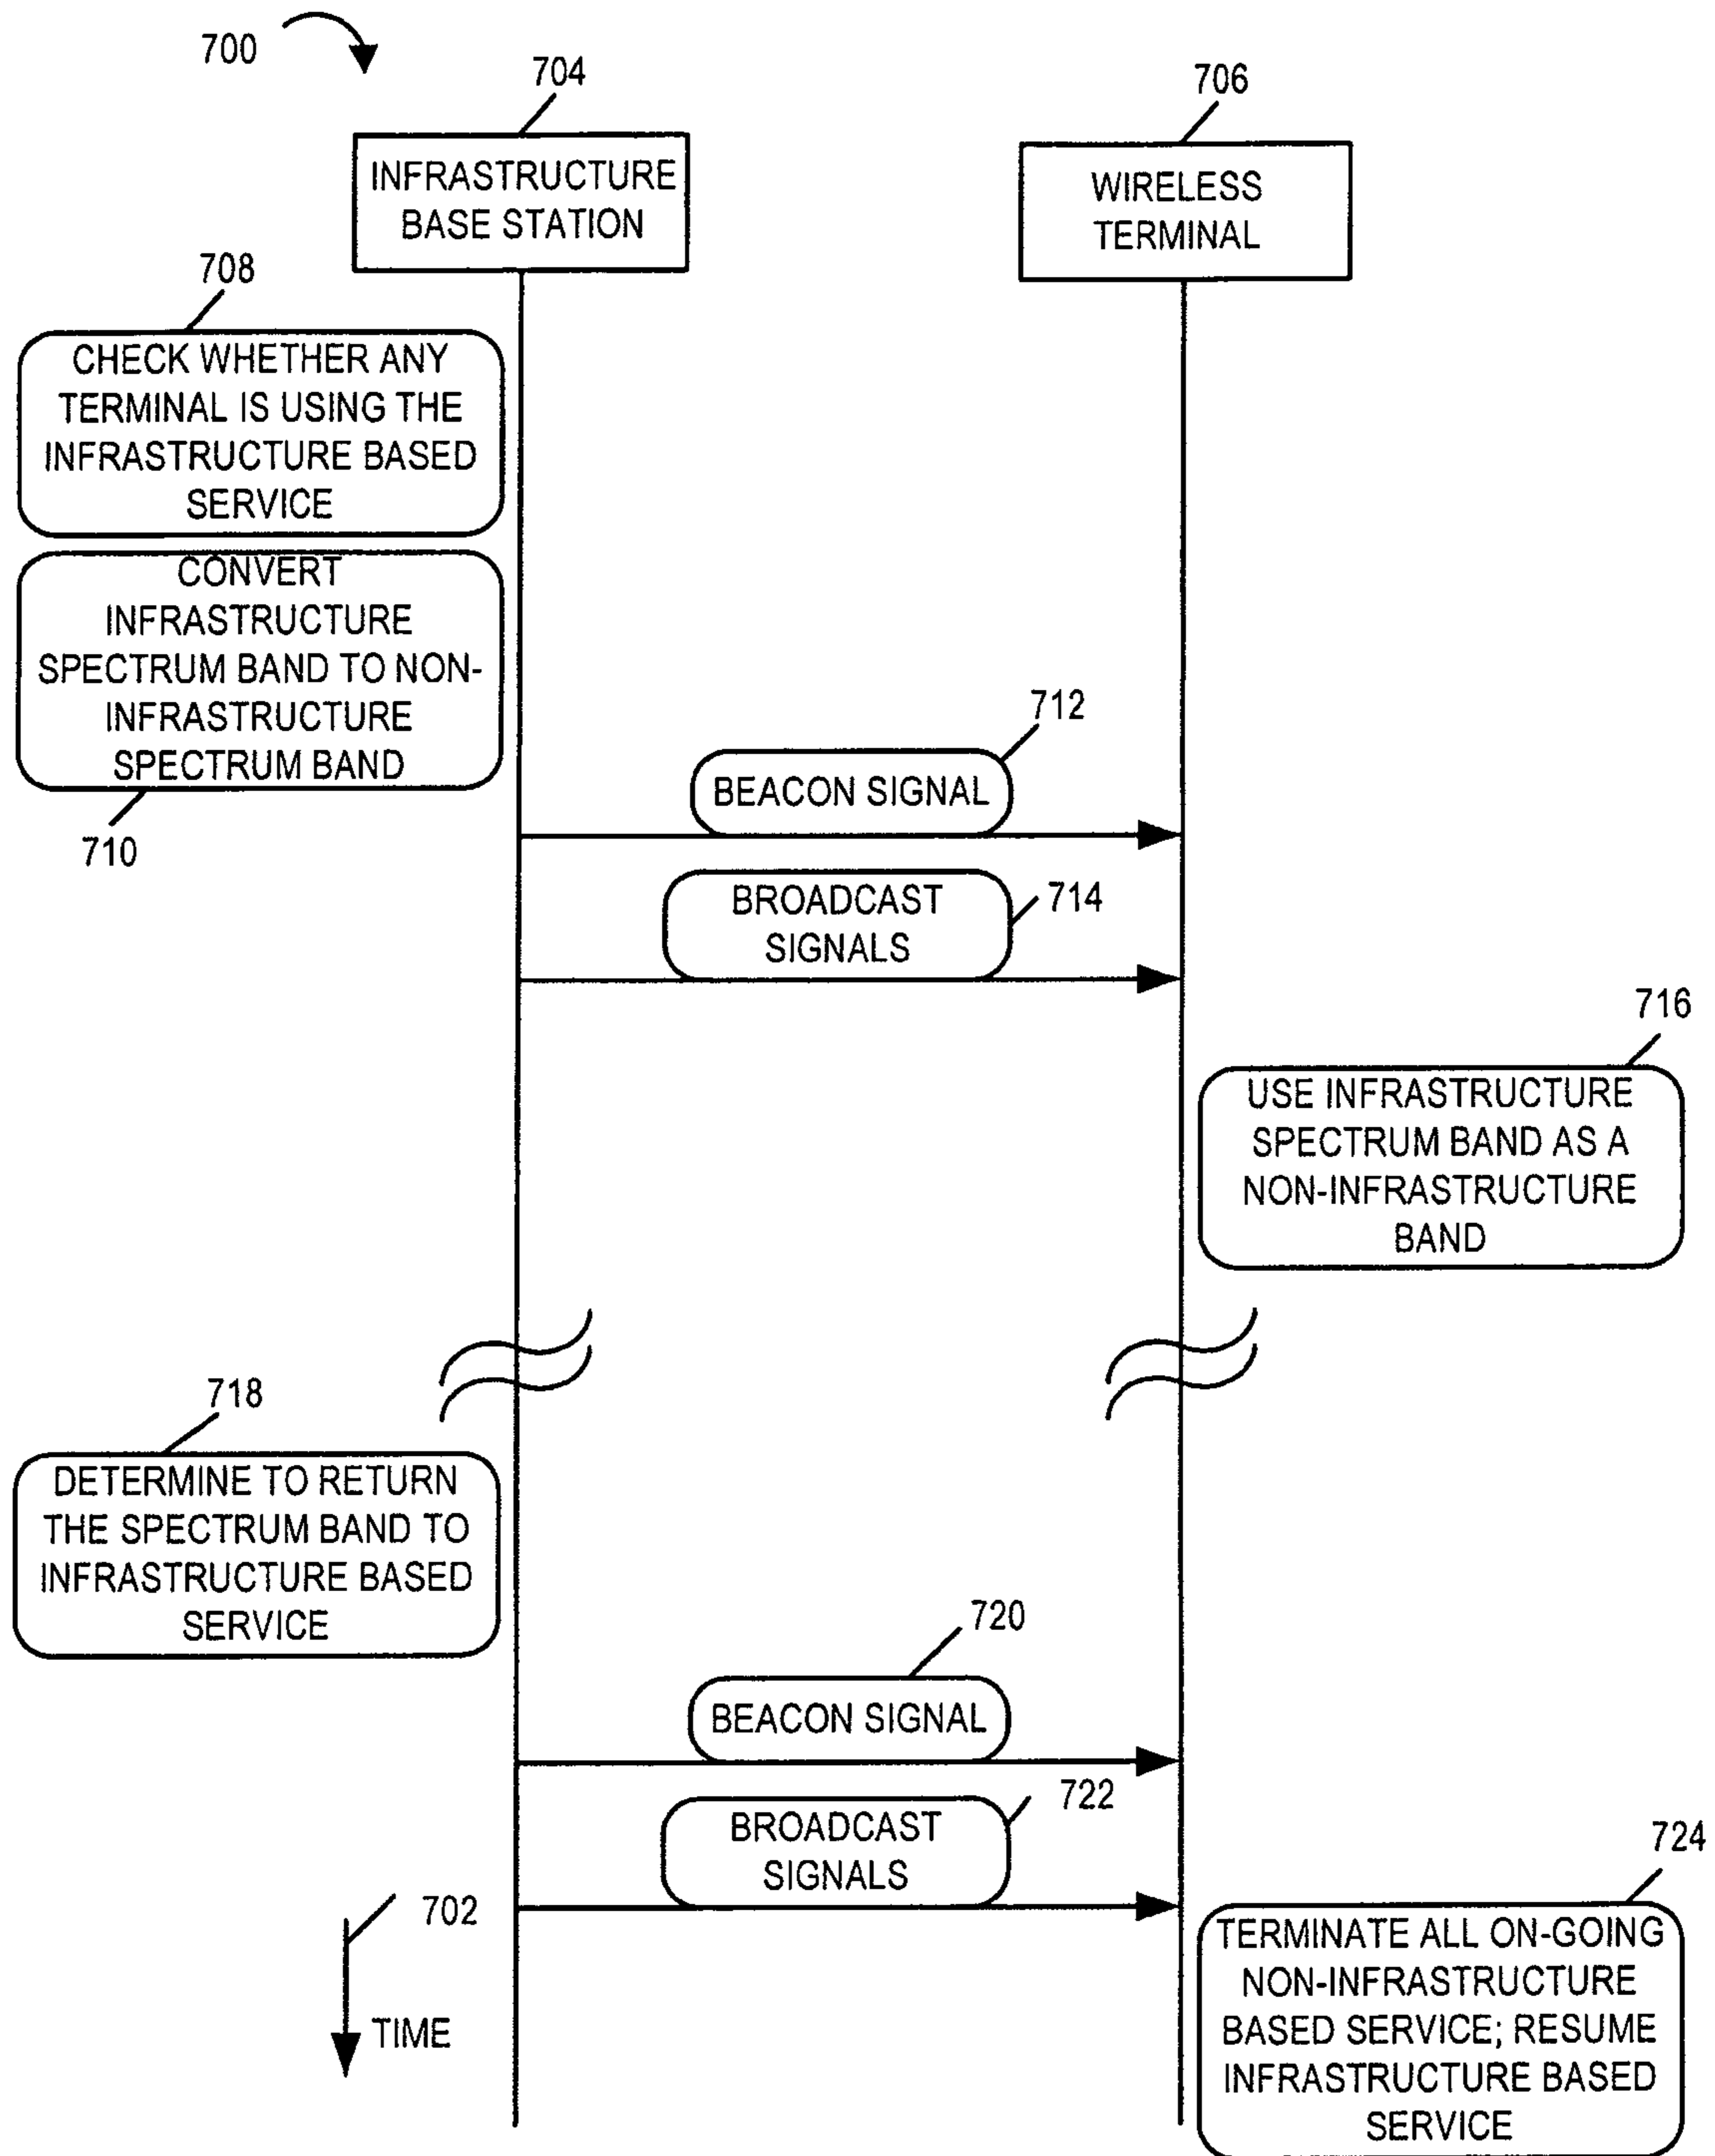 700
704
706
INFRASTRUCTURE
BASE STATION
WIRELESS
TERMINAL
708
CHECK WHETHER ANY
TERMINAL IS USING THE
INFRASTRUCTURE BASED
SERVICE
CONVERT
INFRASTRUCTURE
SPECTRUM BAND TO NON-
INFRASTRUCTURE
SPECTRUM BAND
710
712
BEACON SIGNAL
BROADCAST
SIGNALS
714
716
USE INFRASTRUCTURE
SPECTRUM BAND AS A
NON-INFRASTRUCTURE
BAND
718
DETERMINE TO RETURN
THE SPECTRUM BAND TO
INFRASTRUCTURE BASED
SERVICE
720
BEACON SIGNAL
722
BROADCAST
SIGNALS
702
TIME
724
TERMINATE ALL ON-GOING
NON-INFRASTRUCTURE
BASED SERVICE; RESUME
INFRASTRUCTURE BASED
SERVICE